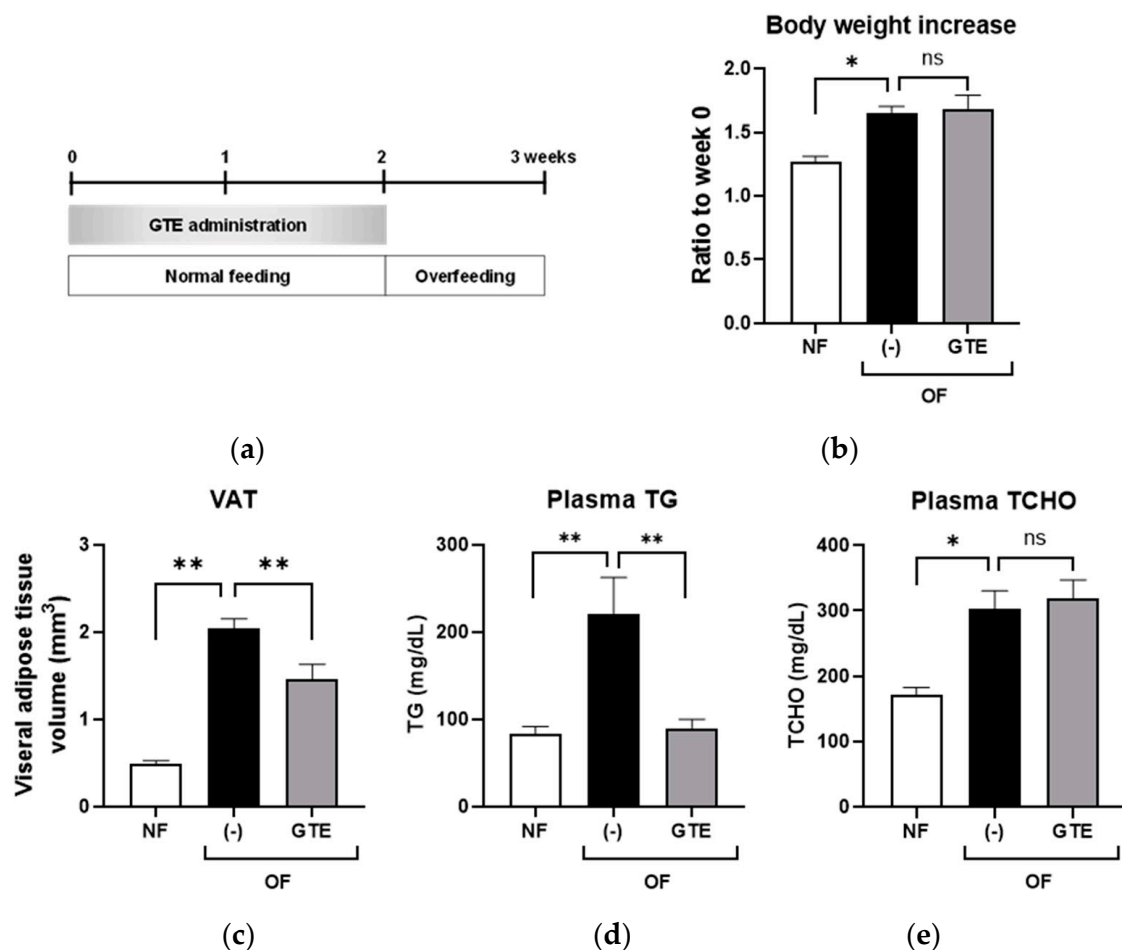 0 1 2 3 weeks
GTE administration
Normal feeding Overfeeding
(a)
Body weight increase
Ratio to week 0
2.0
1.5
1.0
0.5
0.0
* ns
NF (-) GTE
OF
(b)
VAT
Viseral adipose tissue
volume (mm³)
3
2
1
0
** **
NF (-) GTE
OF
(c)
Plasma TG
TG (mg/dL)
300
200
100
0
** **
NF (-) GTE
OF
(d)
Plasma TCHO
TCHO (mg/dL)
400
300
200
100
0
* ns
NF (-) GTE
OF
(e)